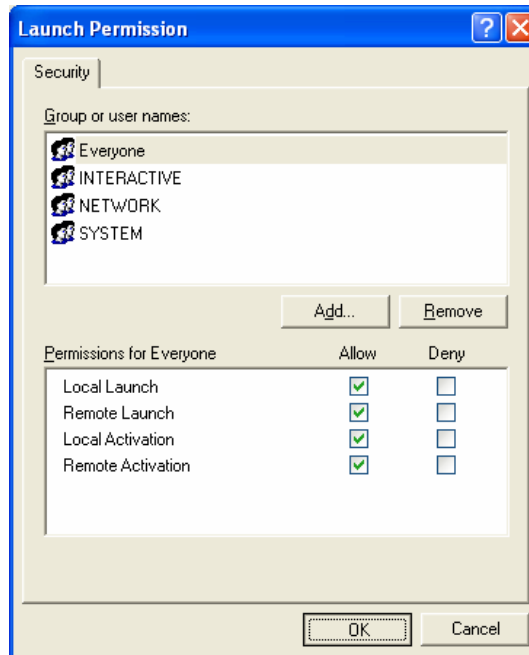 Launch Permission
Security
Group or user names:
Everyone
INTERACTIVE
NETWORK
SYSTEM
Add... Remove
Permissions for Everyone Allow Deny
Local Launch
Remote Launch
Local Activation
Remote Activation
OK Cancel